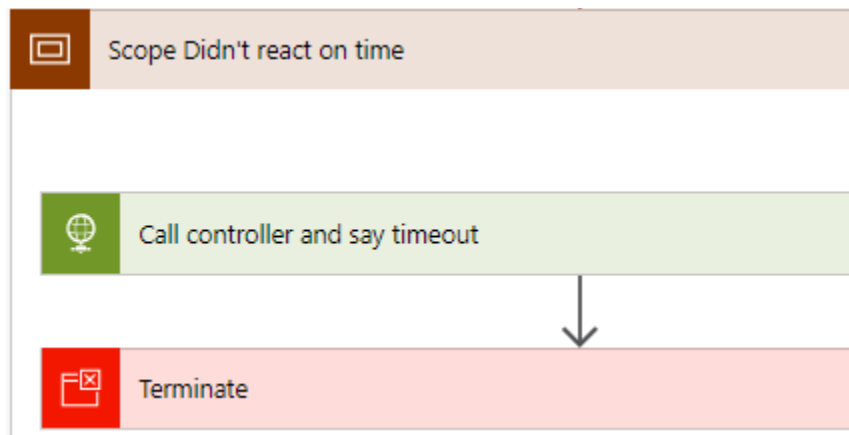 Scope Didn't react on time
Call controller and say timeout
Terminate